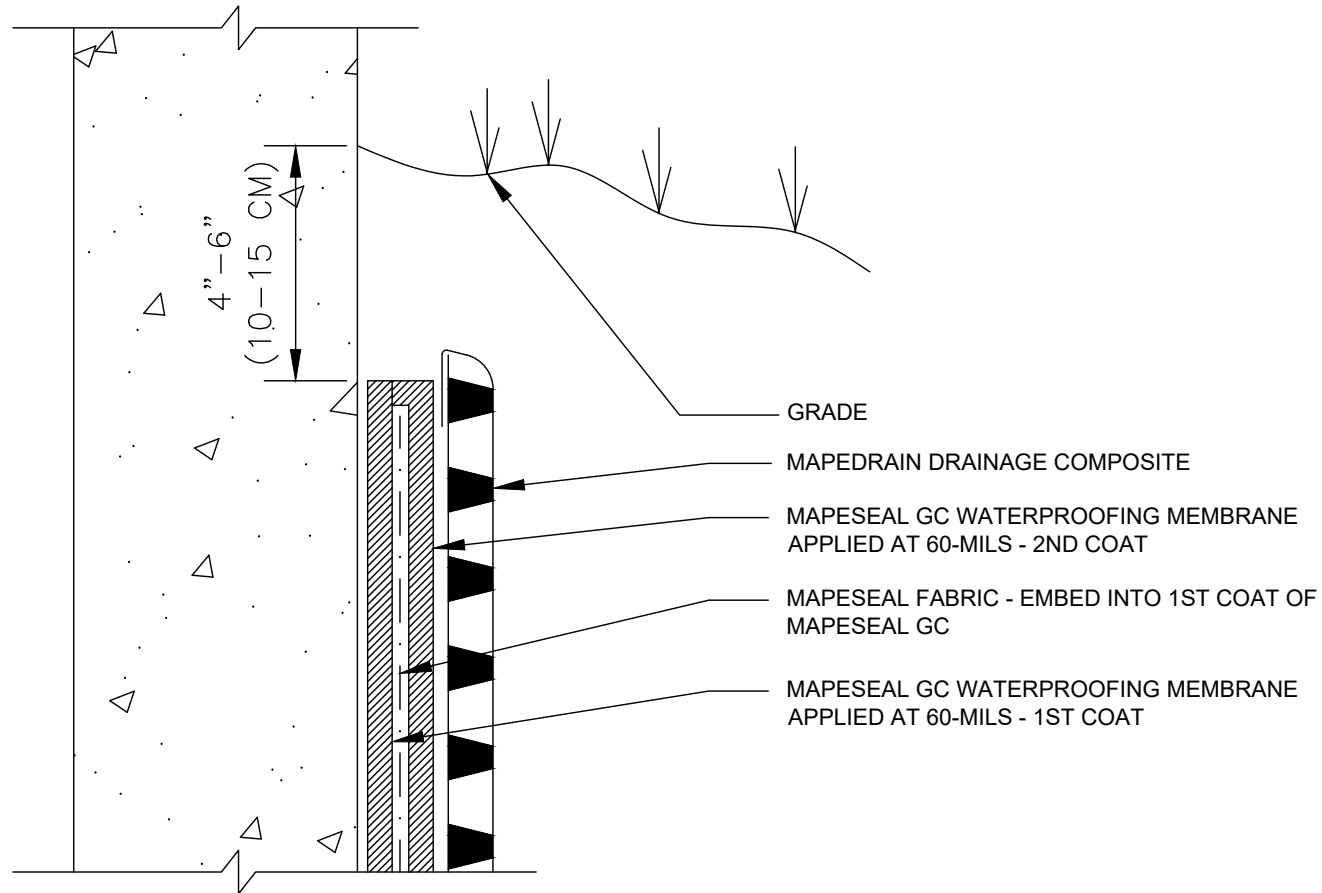 4”–6”
(10–15 CM)
GRADE
MAPEDRAIN DRAINAGE COMPOSITE
MAPESEAL GC WATERPROOFING MEMBRANE
APPLIED AT 60-MILS - 2ND COAT
MAPESEAL FABRIC - EMBED INTO 1ST COAT OF
MAPESEAL GC
MAPESEAL GC WATERPROOFING MEMBRANE
APPLIED AT 60-MILS - 1ST COAT